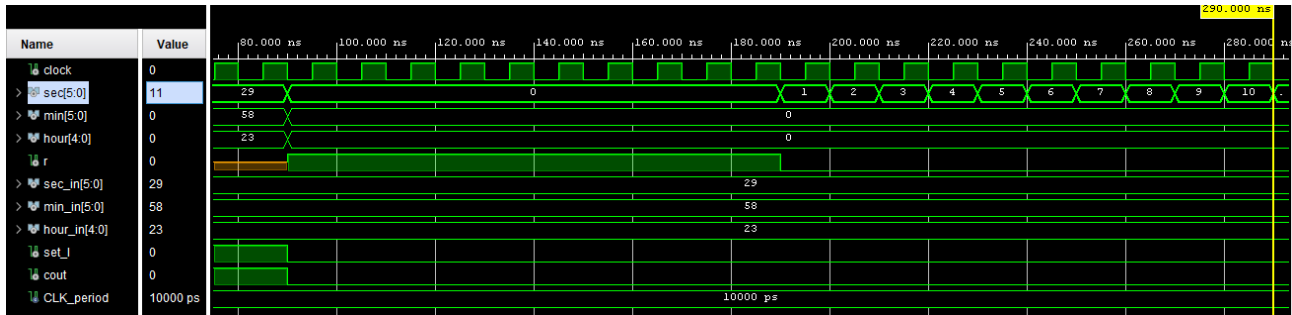 290.000 ns
Name Value 80.000 ns 100.000 ns 120.000 ns 140.000 ns 160.000 ns 180.000 ns 200.000 ns 220.000 ns 240.000 ns 260.000 ns 280.000 ns
clock 0
sec[5:0] 11 29 0 1 2 3 4 5 6 7 8 9 10 .
min[5:0] 0 58 0
hour[4:0] 0 23 0
r 0
sec_in[5:0] 29 29
min_in[5:0] 58 58
hour_in[4:0] 23 23
set_l 0
cout 0
CLK_period 10000 ps 10000 ps